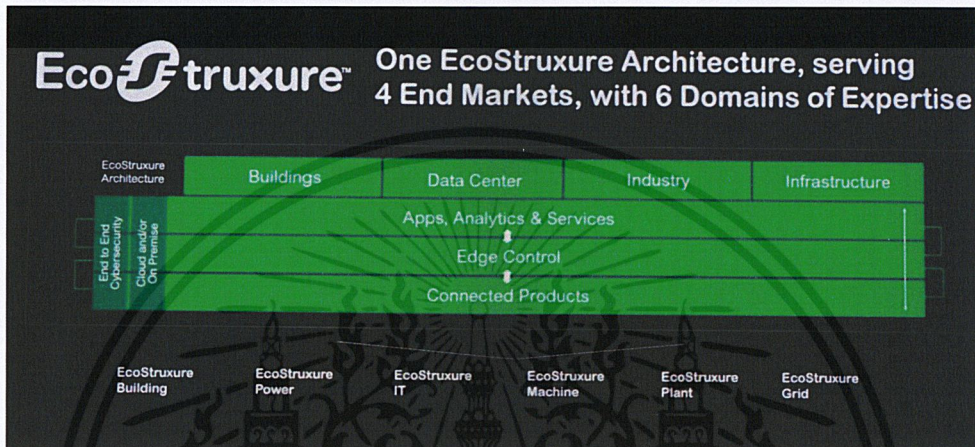 EcoStruxure™
One EcoStruxure Architecture, serving
4 End Markets, with 6 Domains of Expertise
EcoStruxure
Architecture
Buildings
Data Center
Industry
Infrastructure
End to End
Cybersecurity
Cloud and/or
On Premise
Apps, Analytics & Services
Edge Control
Connected Products
EcoStruxure
Building
EcoStruxure
Power
EcoStruxure
IT
EcoStruxure
Machine
EcoStruxure
Plant
EcoStruxure
Grid